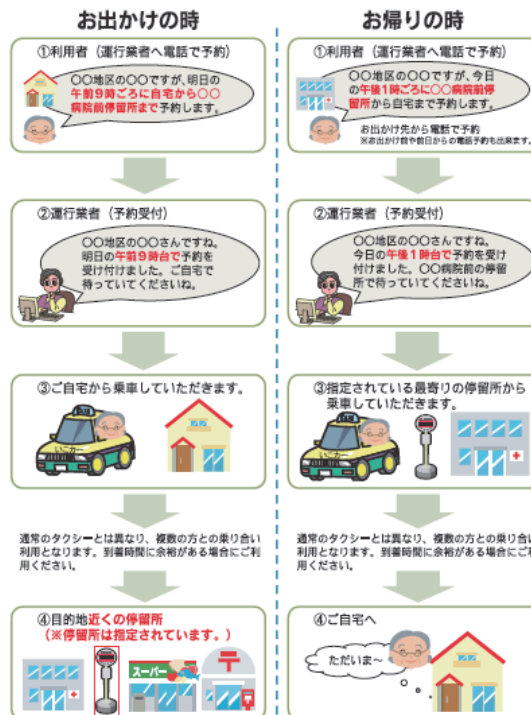 お出かけの時
①利用者（運行業者へ電話で予約）
〇〇地区の〇〇ですが、明日の
午前９時ごろに自宅から〇〇
病院前停留所まで予約します。
②運行業者（予約受付）
〇〇地区の〇〇さんですね。
明日の午前９時台で予約を
受け付けました。ご自宅で
待っていてくださいね。
③ご自宅から乗車していただきます。
いこカー
通常のタクシーとは異なり、複数の方との乗り合い
利用となります。到着時間に余裕がある場合にご利
用ください。
④目的地近くの停留所
（※停留所は指定されています。）
スーパー
お帰りの時
①利用者（運行業者へ電話で予約）
〇〇地区の〇〇ですが、今日
の午後１時ごろに〇〇病院前停
留所から自宅まで予約します。
お出かけ先から電話で予約
※お出かけ前や前日からの電話予約も出来ます。
②運行業者（予約受付）
〇〇地区の〇〇さんですね。
今日の午後１時台で予約を受け
付けました。〇〇病院前の停留
所で待っていてくださいね。
③指定されている最寄りの停留所から
乗車していただきます。
いこカー
通常のタクシーとは異なり、複数の方との乗り合い
利用となります。到着時間に余裕がある場合にご利
用ください。
④ご自宅へ
ただいま～